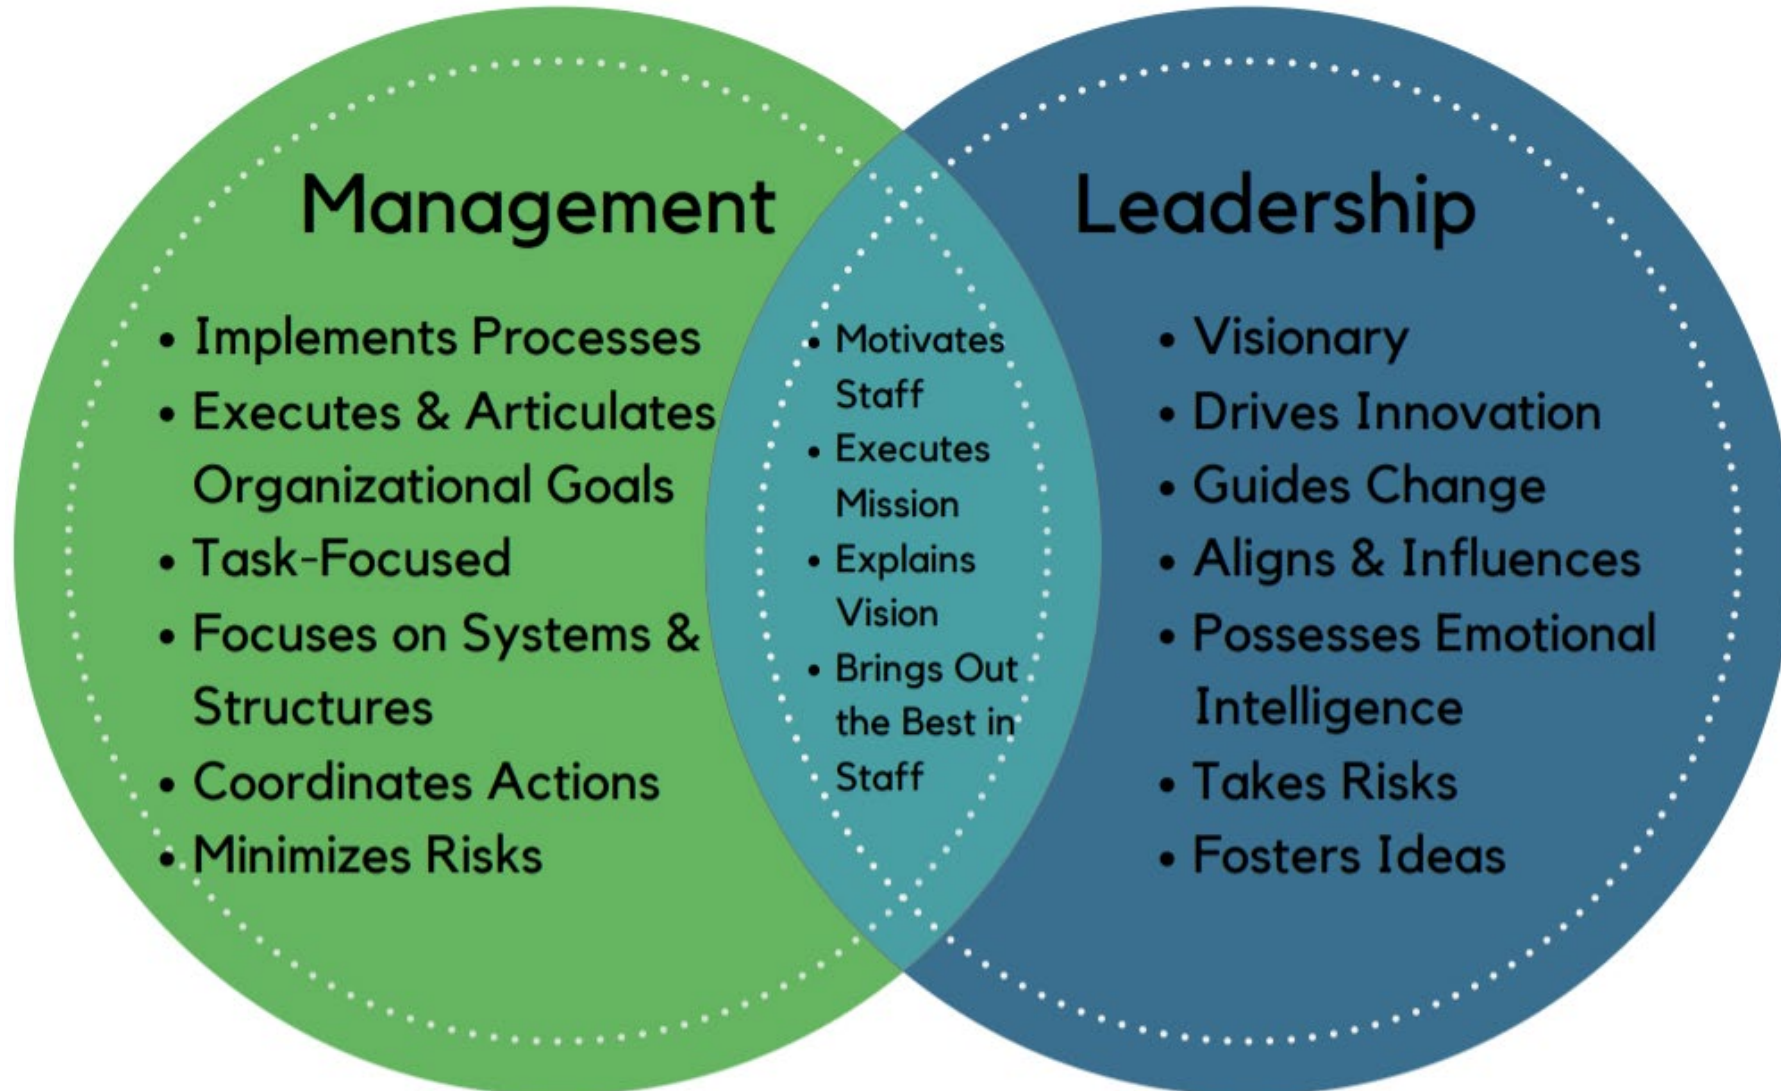 Management
• Implements Processes
• Executes & Articulates
Organizational Goals
• Task-Focused
• Focuses on Systems &
Structures
• Coordinates Actions
• Minimizes Risks
• Motivates
Staff
• Executes
Mission
• Explains
Vision
• Brings Out
the Best in
Staff
Leadership
• Visionary
• Drives Innovation
• Guides Change
• Aligns & Influences
• Possesses Emotional
Intelligence
• Takes Risks
• Fosters Ideas